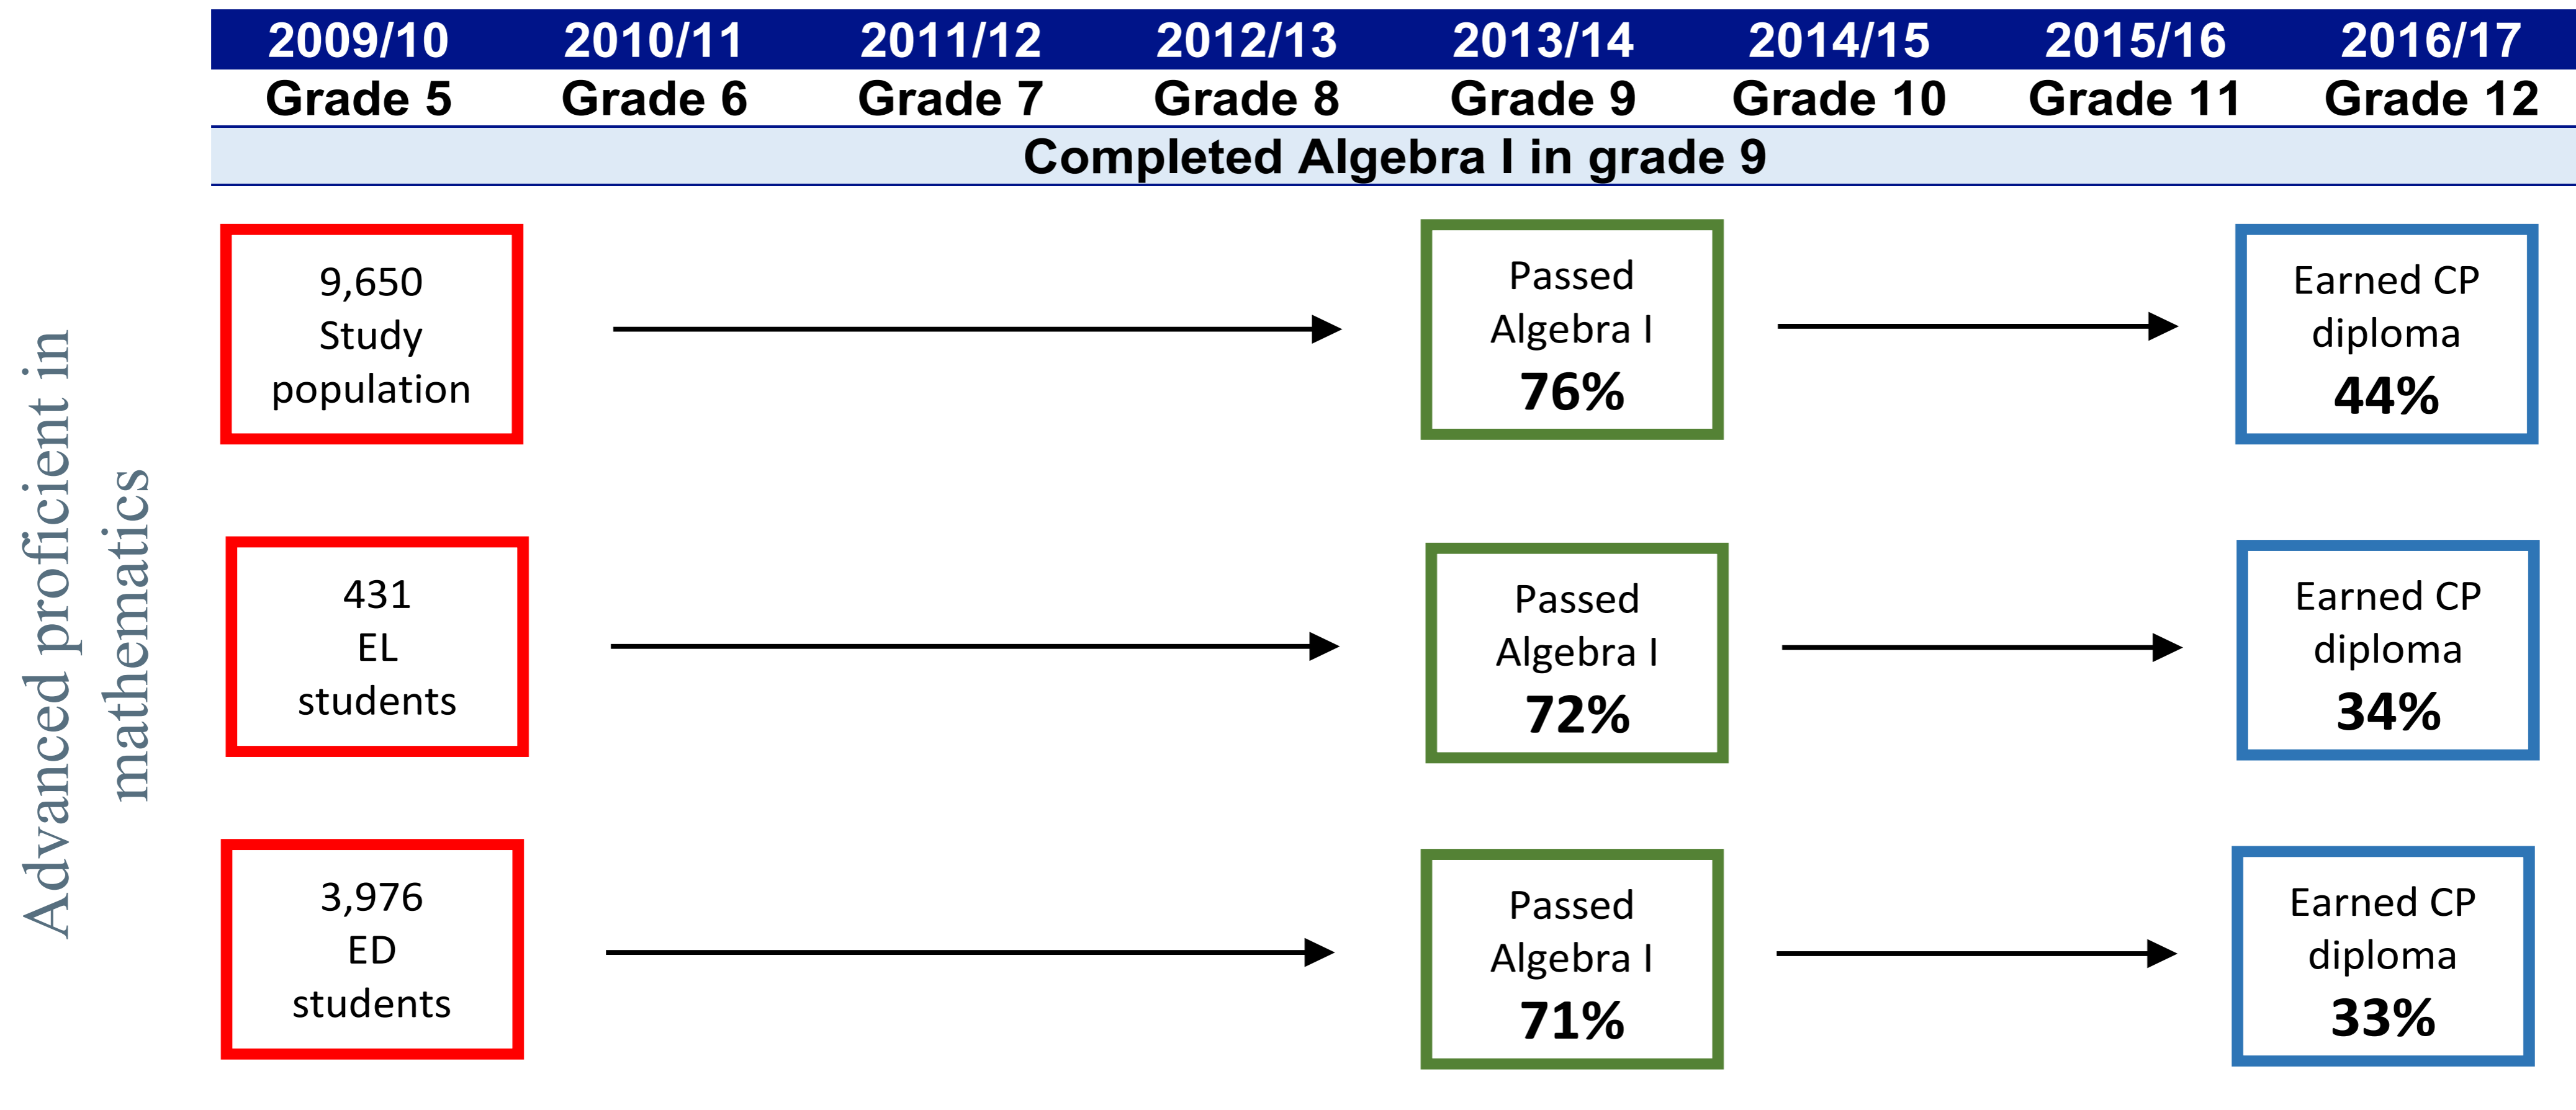 2009/10 2010/11 2011/12 2012/13 2013/14 2014/15 2015/16 2016/17
Grade 5 Grade 6 Grade 7 Grade 8 Grade 9 Grade 10 Grade 11 Grade 12
Completed Algebra I in grade 9
Advanced proficient in
mathematics
9,650
Study
population
Passed
Algebra I
76%
Earned CP
diploma
44%
431
EL
students
Passed
Algebra I
72%
Earned CP
diploma
34%
3,976
ED
students
Passed
Algebra I
71%
Earned CP
diploma
33%